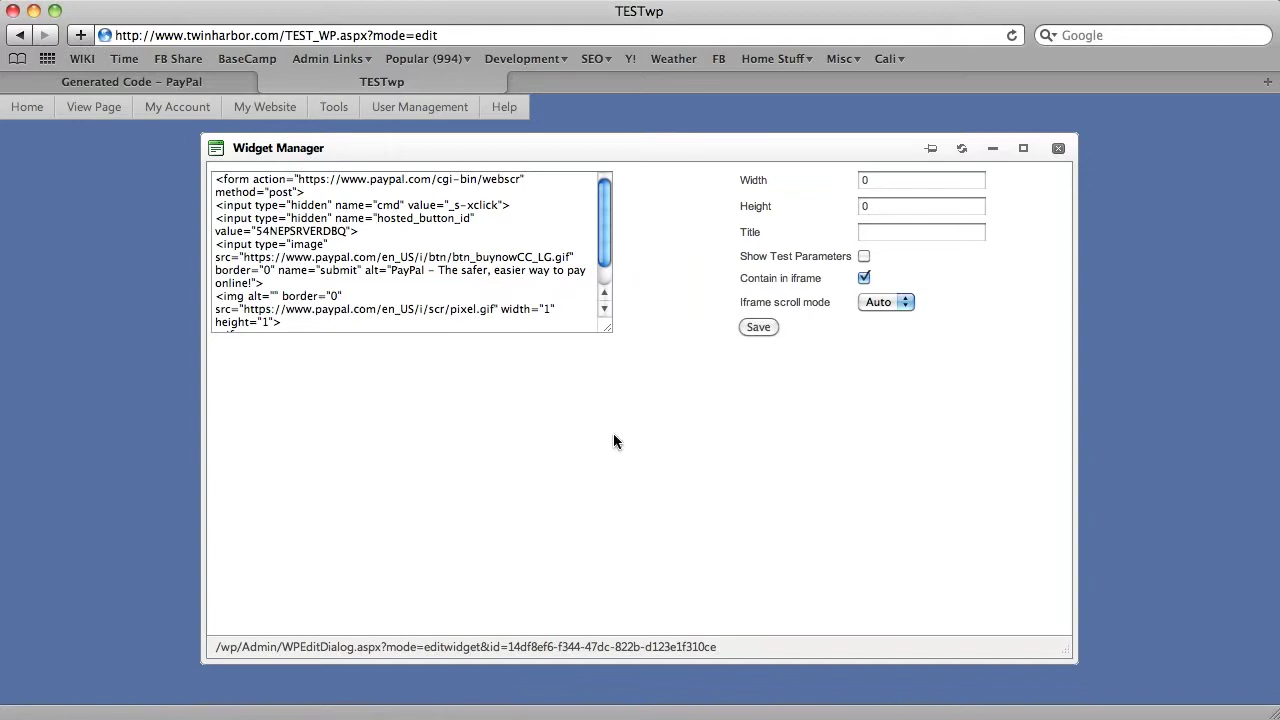 TESTwp
http://www.twinharbor.com/TEST_WP.aspx?mode=edit
Google
WIKI Time FB Share BaseCamp Admin Links Popular (994) Development SEO Y! Weather FB Home Stuff Misc Cali
Generated Code – PayPal TESTwp
Home View Page My Account My Website Tools User Management Help
Widget Manager
<form action="https://www.paypal.com/cgi-bin/webscr"
method="post">
<input type="hidden" name="cmd" value="_s-xclick">
<input type="hidden" name="hosted_button_id"
value="54NEPSRVERDBQ">
<input type="image"
src="https://www.paypal.com/en_US/i/btn/btn_buynowCC_LG.gif"
border="0" name="submit" alt="PayPal - The safer, easier way to pay
online!">
<img alt="" border="0"
src="https://www.paypal.com/en_US/i/scr/pixel.gif" width="1"
height="1">
Width 0
Height 0
Title
Show Test Parameters
Contain in iframe
Iframe scroll mode Auto
Save
/wp/Admin/WPEditDialog.aspx?mode=editwidget&id=14df8ef6-f344-47dc-822b-d123e1f310ce